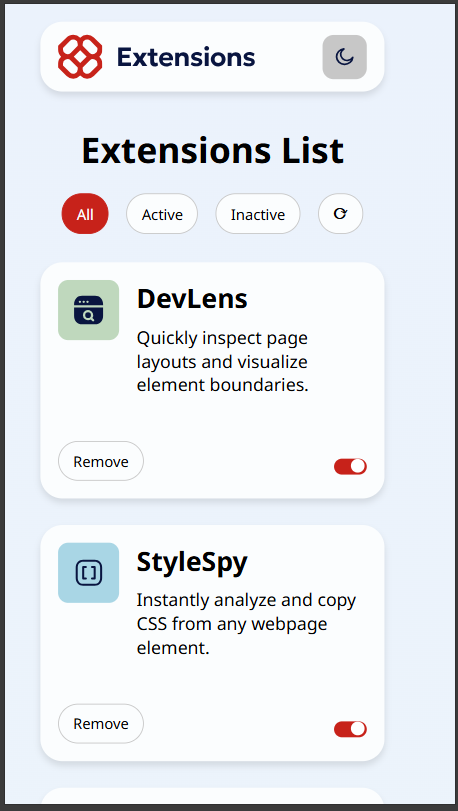 Extensions
Extensions List
All
Active
Inactive
DevLens
Quickly inspect page
layouts and visualize
element boundaries.
Remove
StyleSpy
Instantly analyze and copy
CSS from any webpage
element.
Remove